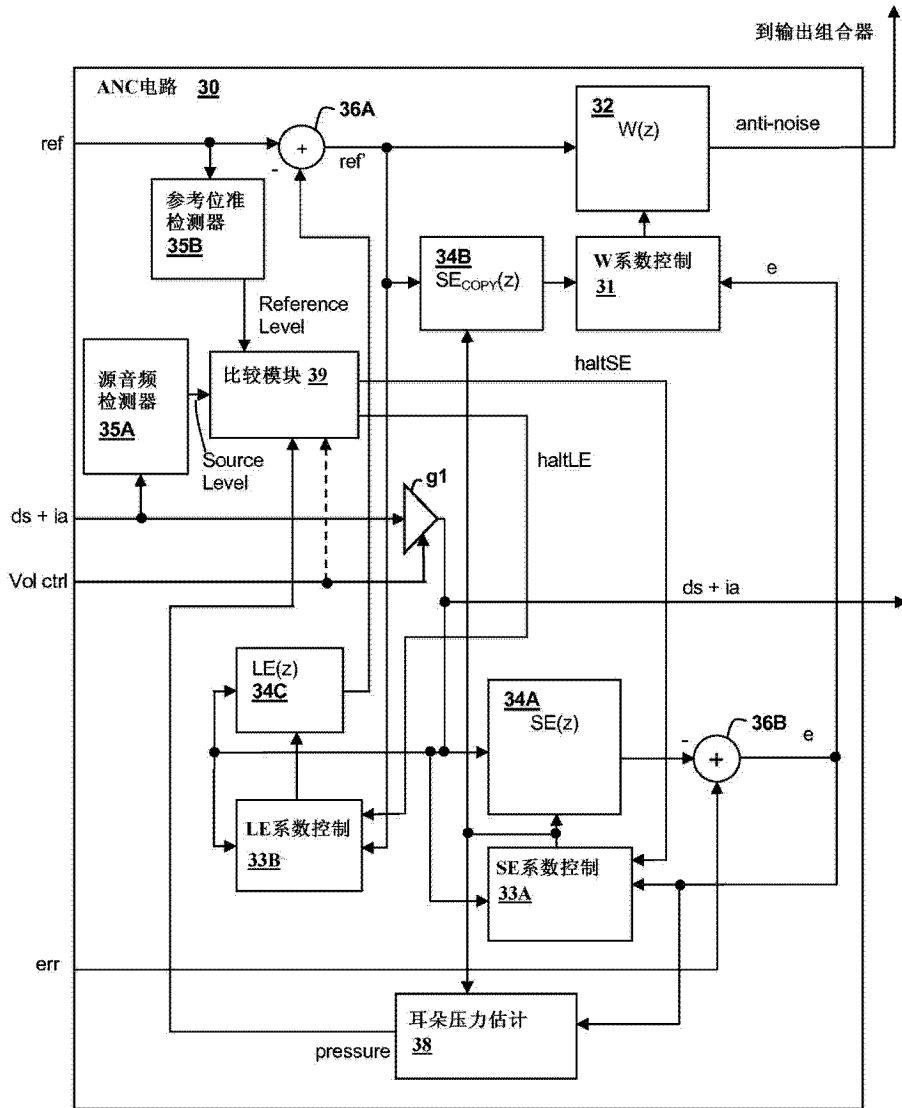 到输出组合器
ANC电路 30
36A
32
W(z)
anti-noise
ref
+
-
ref'
参考位准
检测器
35B
34B
SECOPY(z)
W系数控制
31
e
Reference
Level
haltSE
源音频
检测器
35A
比较模块 39
Source
Level
haltLE
g1
ds + ia
Vol ctrl
ds + ia
LE(z)
34C
34A
SE(z)
36B
-
+
e
LE系数控制
33B
SE系数控制
33A
err
耳朵压力估计
38
pressure